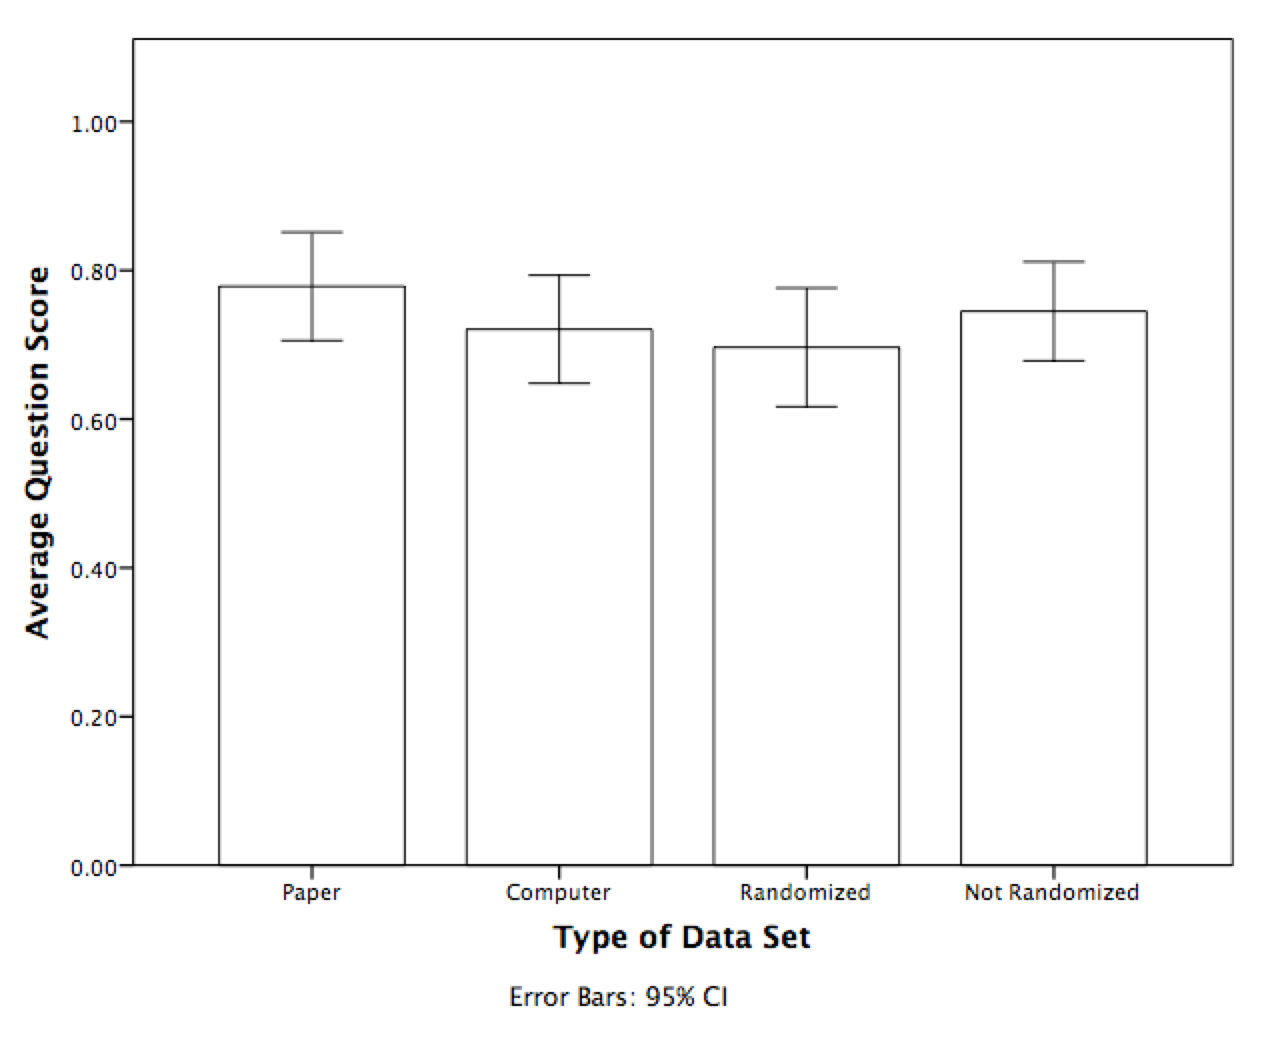 Average Question Score
1.00
0.80
0.60
0.40
0.20
0.00
Paper
Computer
Randomized
Not Randomized
Type of Data Set
Error Bars: 95% CI